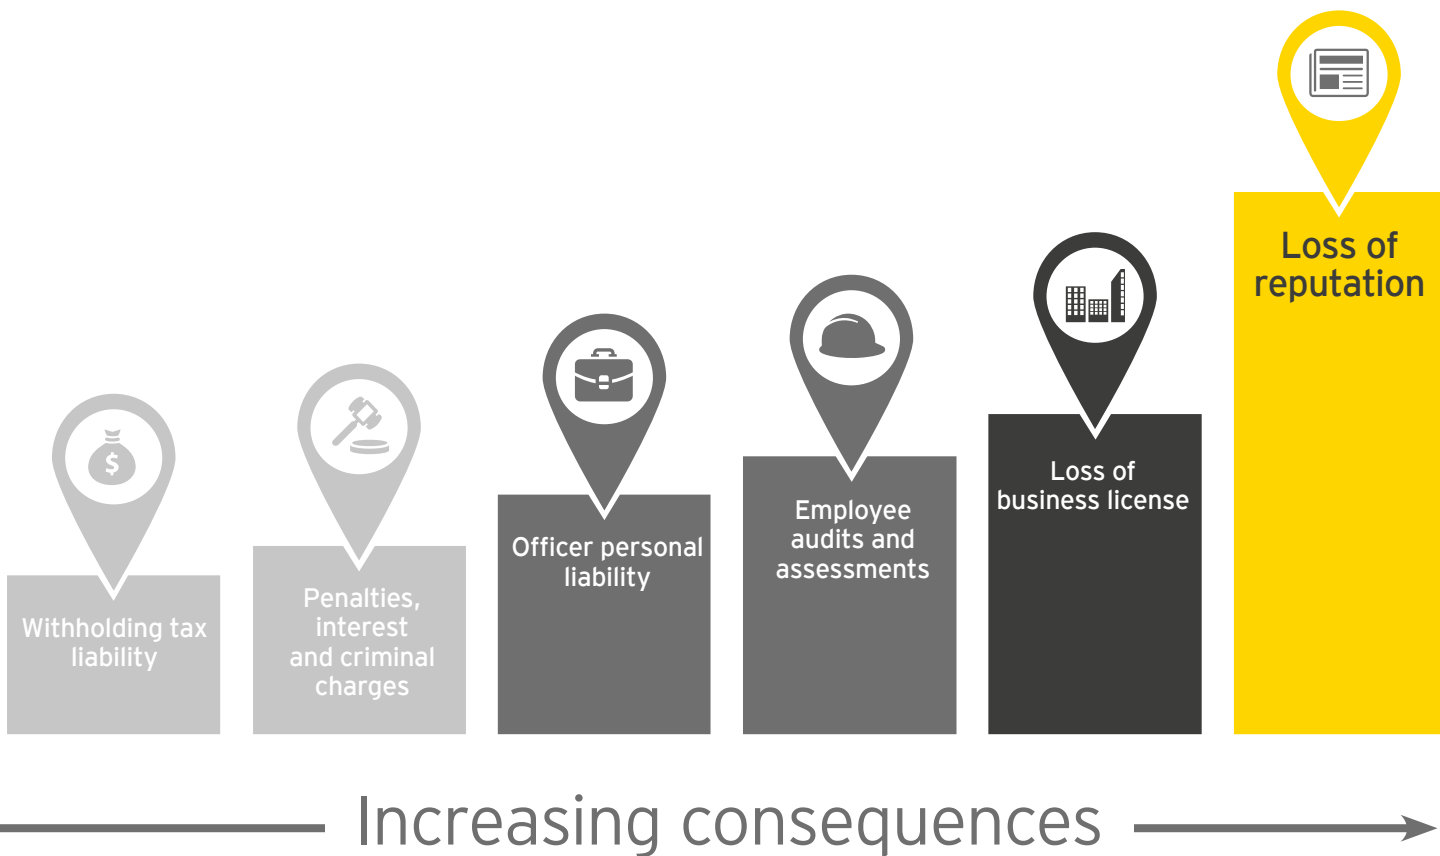 Loss of
reputation
Loss of
business license
Employee
audits and
assessments
Officer personal
liability
Penalties,
interest
and criminal
charges
Withholding tax
liability
$
Increasing consequences